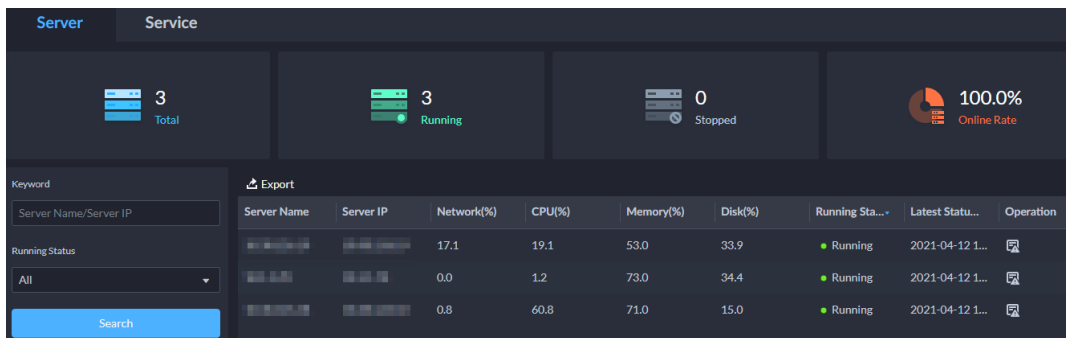 Server Service
3
Total
3
Running
0
Stopped
100.0%
Online Rate
Keyword
Server Name/Server IP
Running Status
All
Search
Export
Server Name Server IP Network(%) CPU(%) Memory(%) Disk(%) Running Sta... Latest Statu... Operation
17.1 19.1 53.0 33.9 Running 2021-04-12 1...
0.0 1.2 73.0 34.4 Running 2021-04-12 1...
0.8 60.8 71.0 15.0 Running 2021-04-12 1...